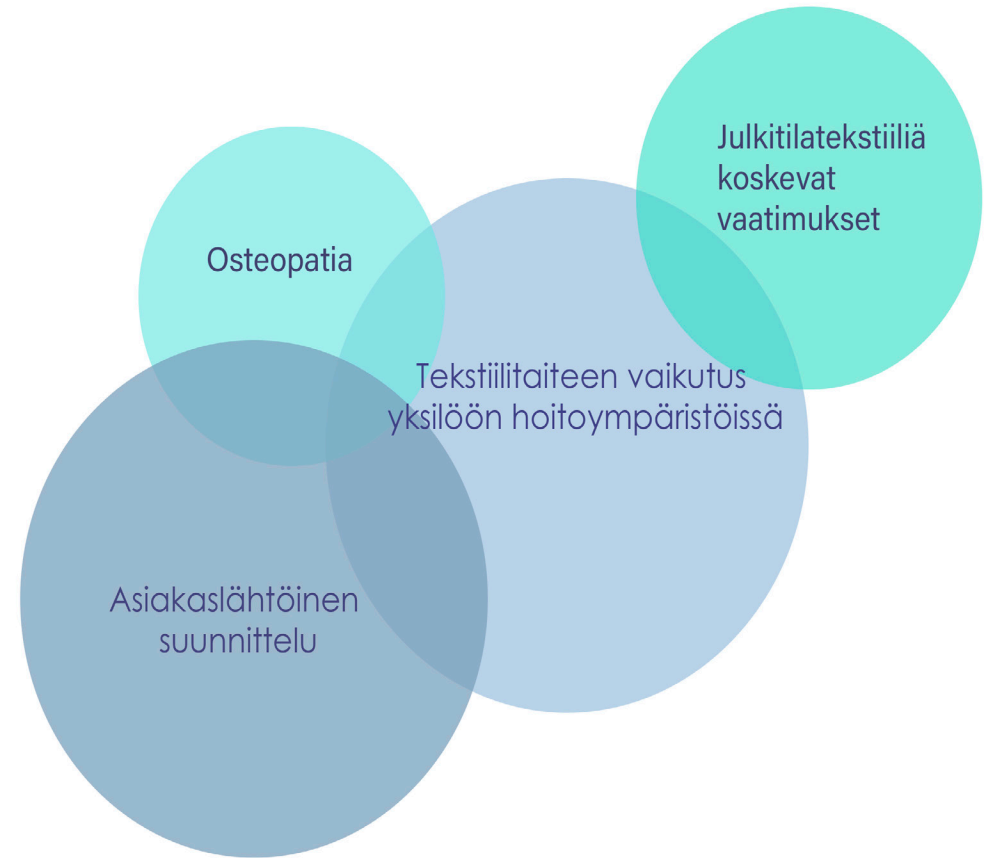 Julkitilatekstiiliä
koskevat
vaatimukset
Osteopatia
Tekstiilitaiteen vaikutus
yksilöön hoitoympäristöissä
Asiakaslähtöinen
suunnittelu